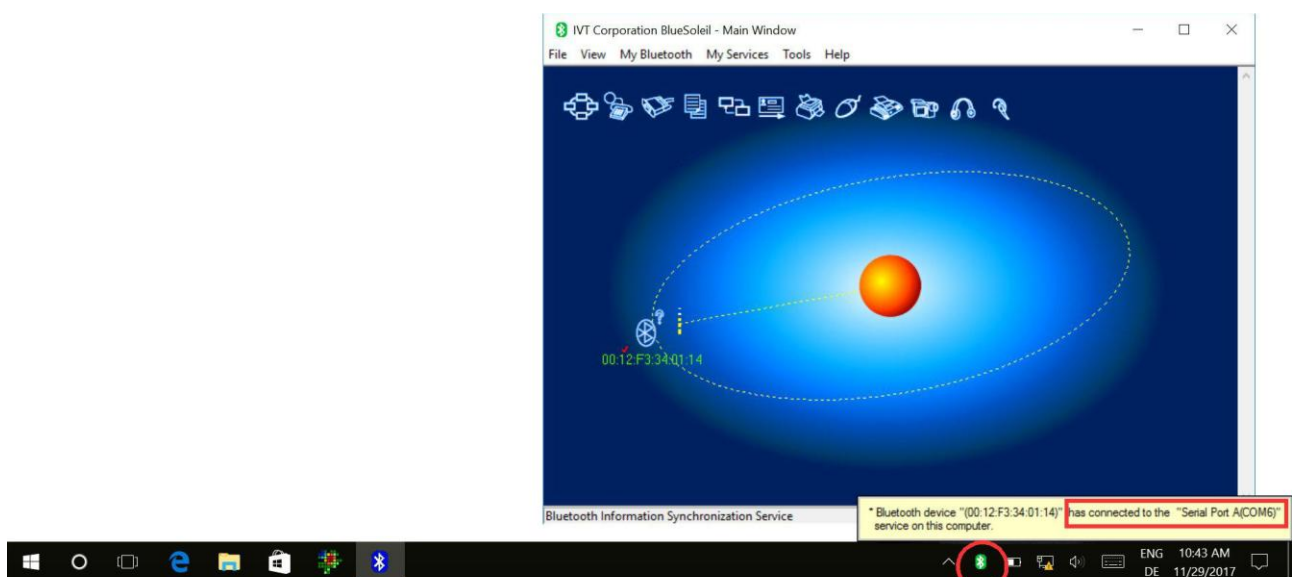 IVT Corporation BlueSoleil - Main Window
File View My Bluetooth My Services Tools Help
00:12:F3:34:01:14
Bluetooth Information Synchronization Service
* Bluetooth device "(00:12:F3:34:01:14)" has connected to the "Serial Port A(COM6)"
service on this computer.
ENG 10:43 AM
DE 11/29/2017